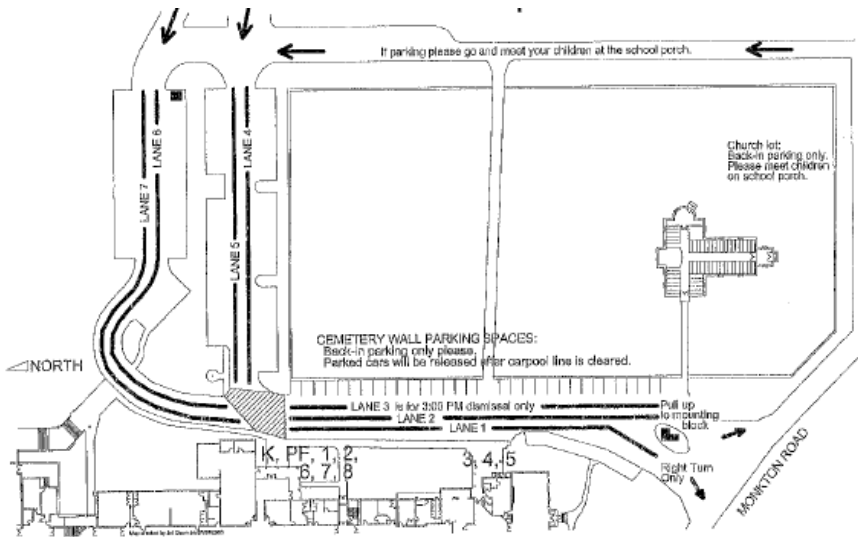 If parking please go and meet your children at the school porch.
LANE 6
LANE 7
LANE 4
LANE 5
Church lot:
Back-in parking only.
Please meet children
on school porch.
CEMETERY WALL PARKING SPACES:
Back-in parking only please.
Parked cars will be released after carpool line is cleared.
NORTH
LANE 3 is for 3:00 PM dismissal only
LANE 2
LANE 1
Pull up
to mounting
block
MONKTON ROAD
Right Turn
Only
K, PF, 1, 2,
6, 7, 8
3, 4, 5